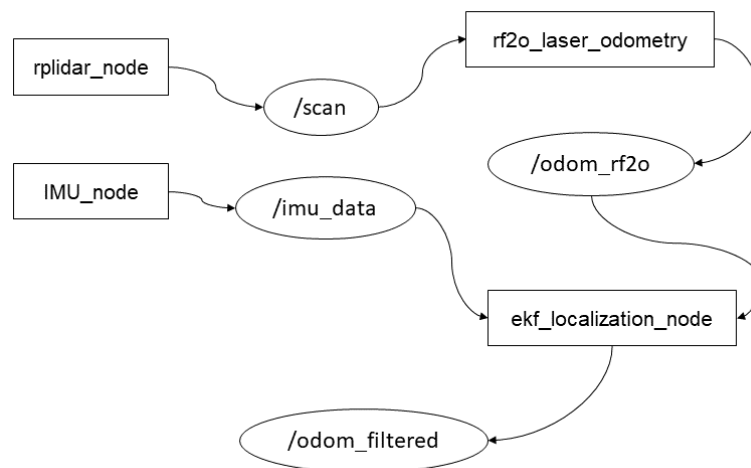 rplidar_node
rf2o_laser_odometry
/scan
/odom_rf2o
IMU_node
/imu_data
ekf_localization_node
/odom_filtered